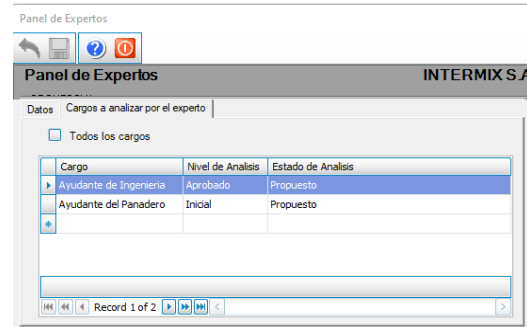 Panel de Expertos
Panel de Expertos INTERMIX S.A
Datos Cargos a analizar por el experto
Todos los cargos
Cargo Nivel de Analisis Estado de Analisis
Ayudante de Ingenieria Aprobado Propuesto
Ayudante del Panadero Inicial Propuesto
Record 1 of 2